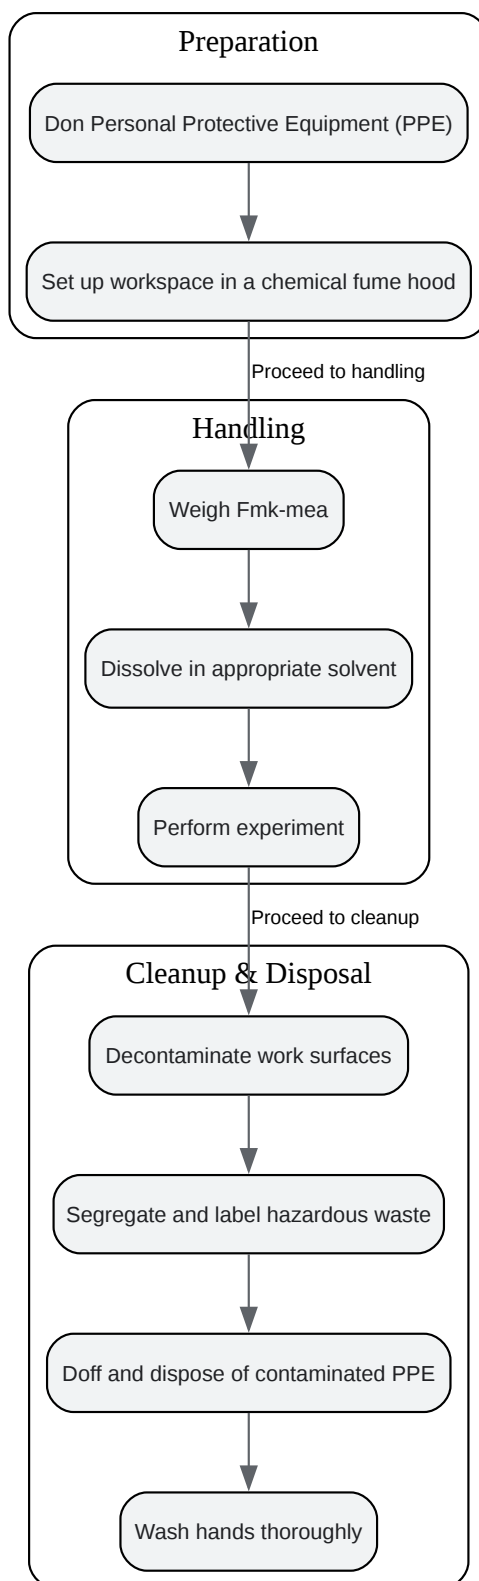 Preparation
Don Personal Protective Equipment (PPE)
Set up workspace in a chemical fume hood
Proceed to handling
Handling
Weigh Fmk-mea
Dissolve in appropriate solvent
Perform experiment
Proceed to cleanup
Cleanup & Disposal
Decontaminate work surfaces
Segregate and label hazardous waste
Doff and dispose of contaminated PPE
Wash hands thoroughly